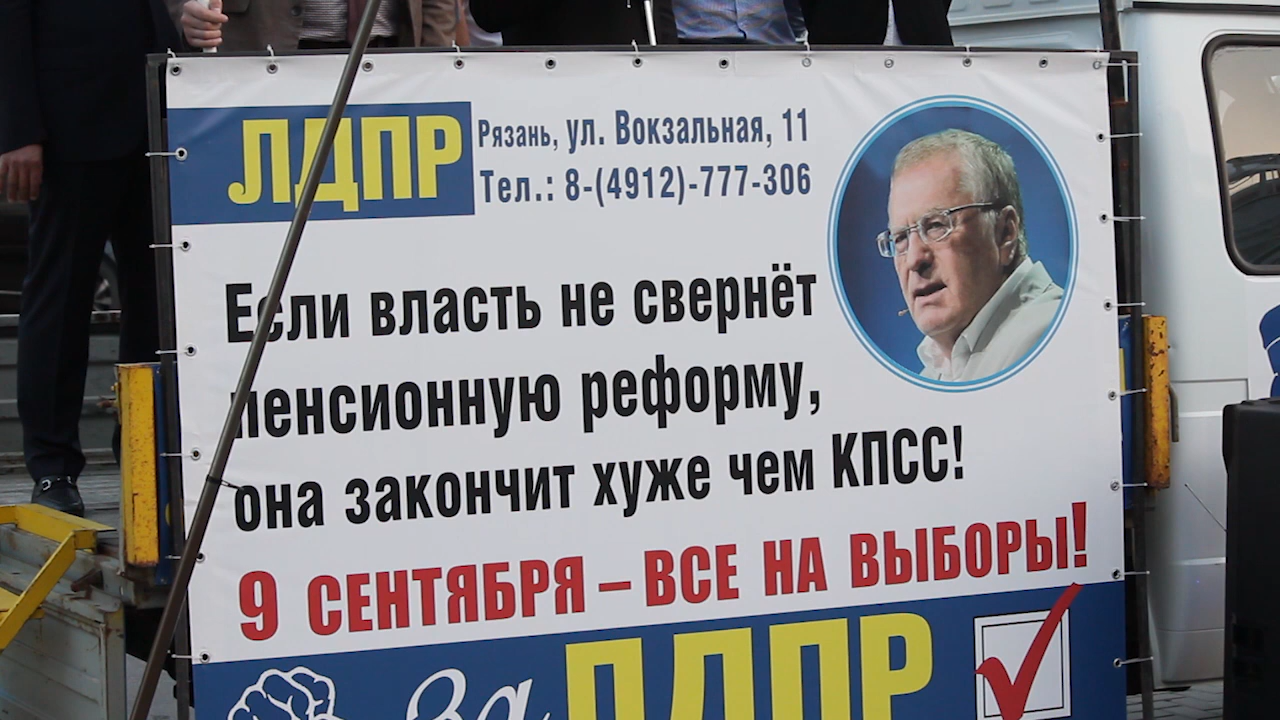 ЛДПР
Рязань, ул. Вокзальная, 11
Тел.: 8-(4912)-777-306
Если власть не свернёт
пенсионную реформу,
она закончит хуже чем КПСС!
9 СЕНТЯБРЯ – ВСЕ НА ВЫБОРЫ!
За ЛДПР